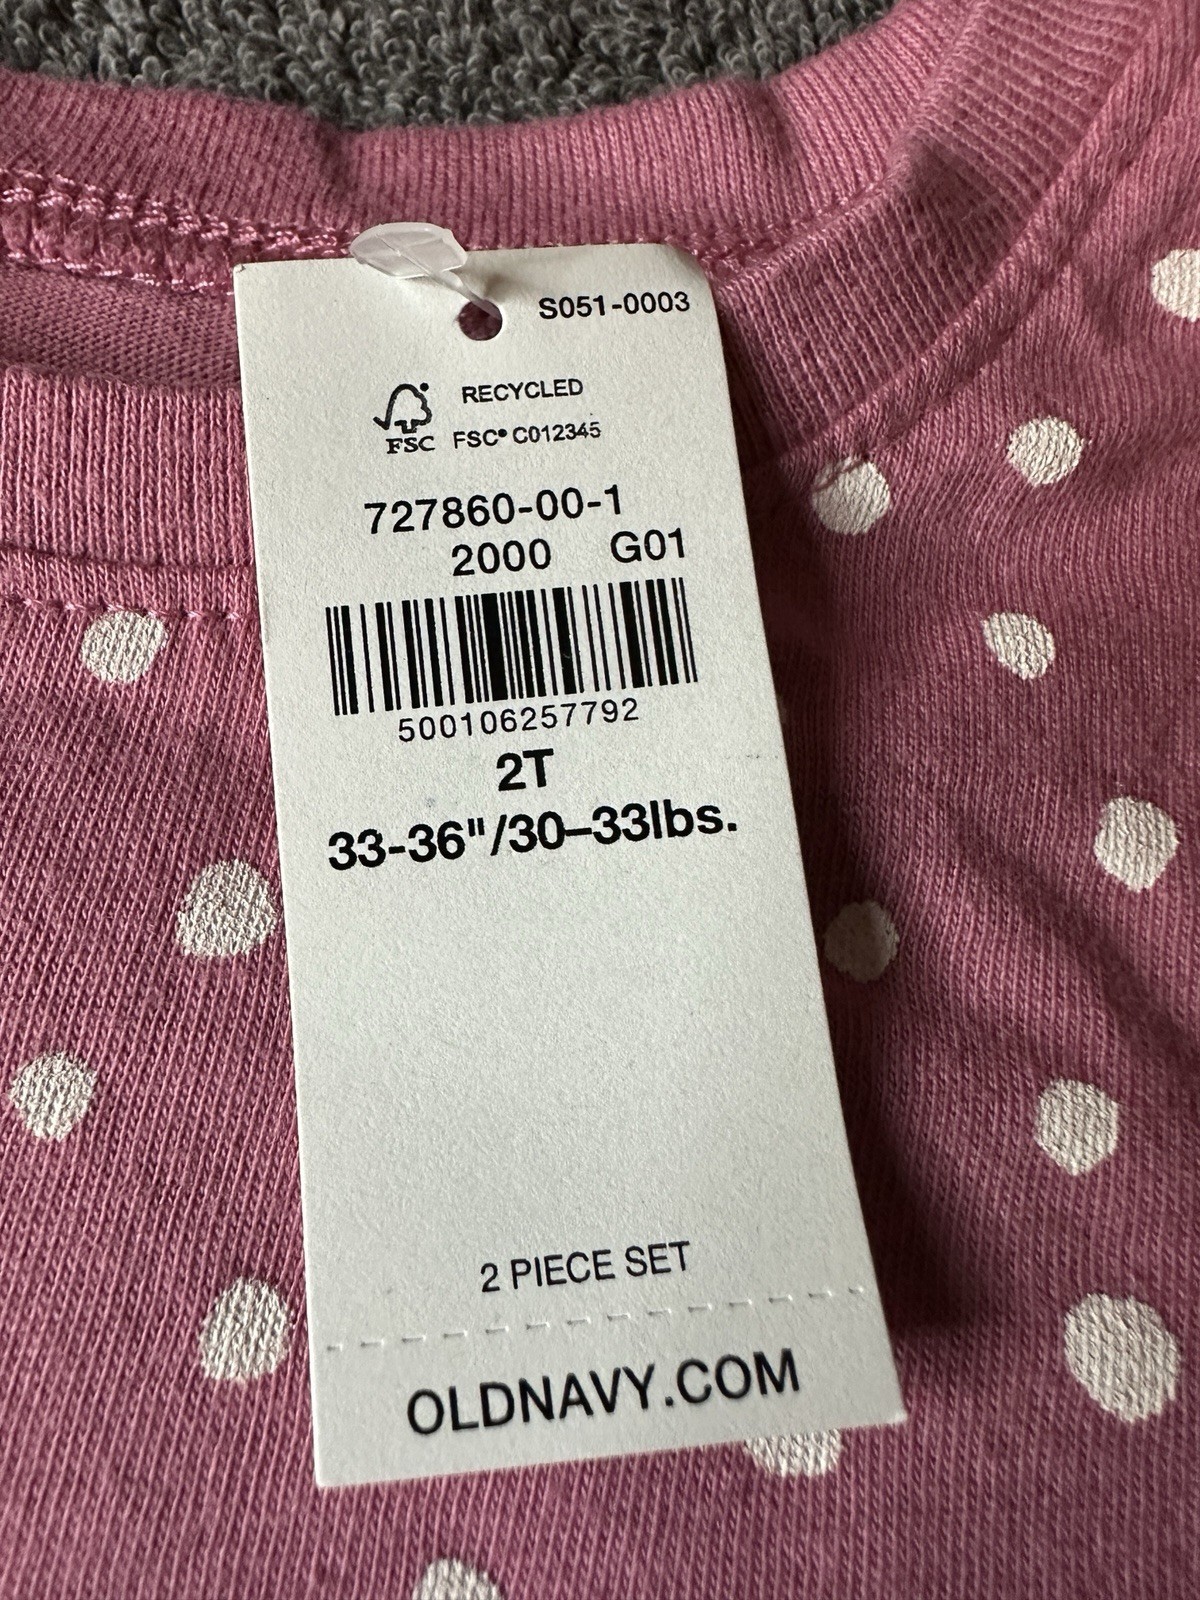 S051-0003
RECYCLED
FSC FSC® C012345
727860-00-1
2000 G01
500106257792
2T
33-36"/30–33lbs.
2 PIECE SET
OLDNAVY.COM